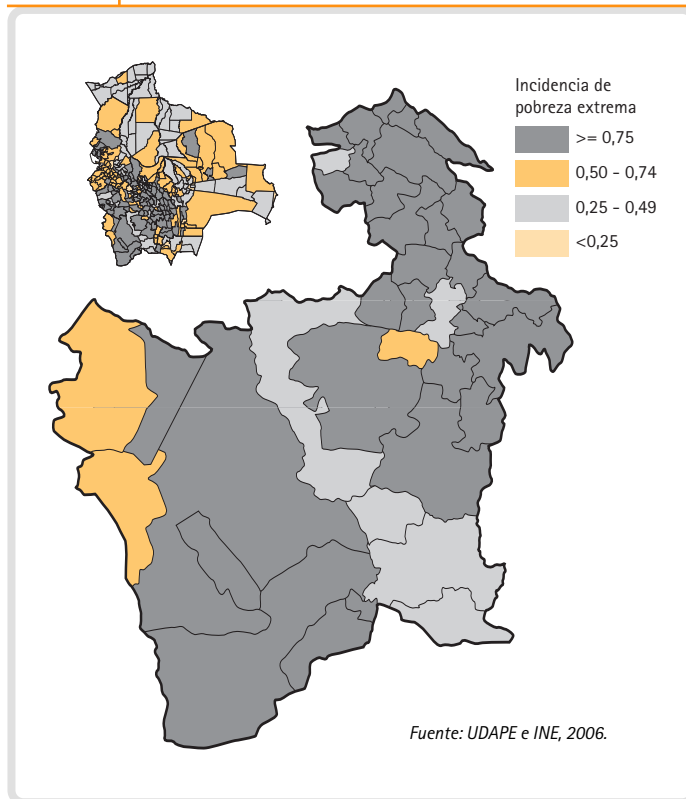 Incidencia de
pobreza extrema
>= 0,75
0,50 - 0,74
0,25 - 0,49
<0,25
Fuente: UDAPE e INE, 2006.